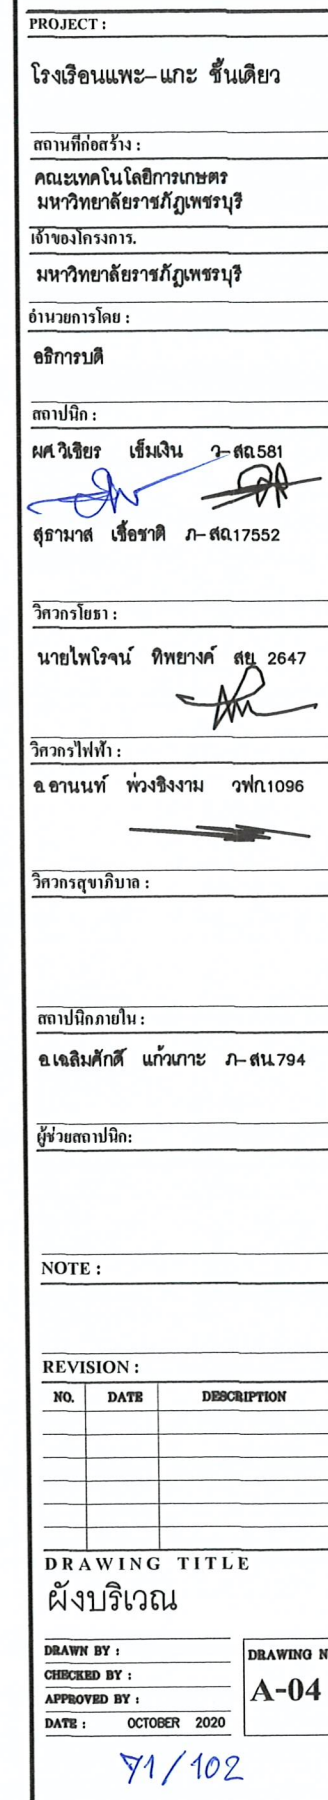 PROJECT :
โรงเรือนแพะ-แกะ ชั้นเดียว
สถานที่ก่อสร้าง :
คณะเทคโนโลยีการเกษตร
มหาวิทยาลัยราชภัฏเพชรบุรี
เจ้าของโครงการ.
มหาวิทยาลัยราชภัฏเพชรบุรี
อำนวยการโดย :
อธิการบดี
สถาปนิก :
ผศ.วิเชียร เข็มเงิน ว-สถ.581
สุธามาส เชื้อชาติ ภ-สถ.17552
วิศวกรโยธา :
นายไพโรจน์ ทิพยางค์ สย. 2647
วิศวกรไฟฟ้า :
อ.อานนท์ พ่วงชิงงาม วฟก.1096
วิศวกรสุขาภิบาล :
สถาปนิกภายใน :
อ.เฉลิมศักดิ์ แก้วเกาะ ภ-สน.794
ผู้ช่วยสถาปนิก:
NOTE :
REVISION :
NO. DATE DESCRIPTION
DRAWING TITLE
ผังบริเวณ
DRAWN BY :
CHECKED BY :
APPROVED BY :
DATE : OCTOBER 2020
DRAWING N
A-04
71/102